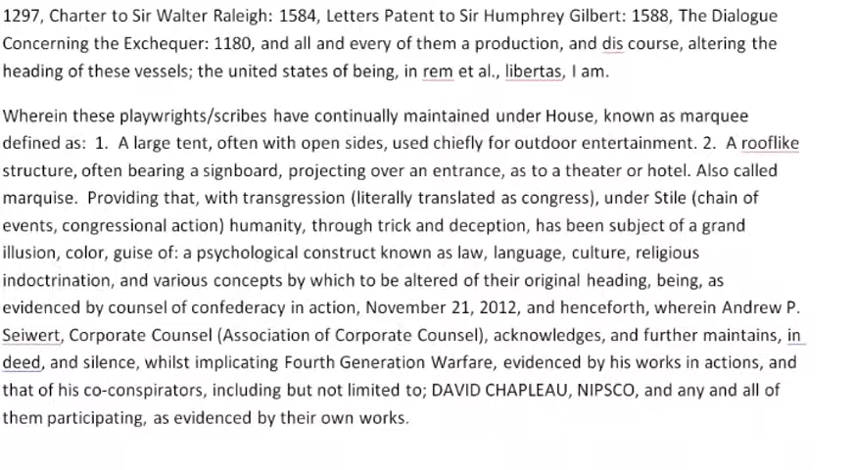 1297, Charter to Sir Walter Raleigh: 1584, Letters Patent to Sir Humphrey Gilbert: 1588, The Dialogue
Concerning the Exchequer: 1180, and all and every of them a production, and dis course, altering the
heading of these vessels; the united states of being, in rem et al., libertas, I am.
Wherein these playwrights/scribes have continually maintained under House, known as marquee
defined as:  1.  A large tent, often with open sides, used chiefly for outdoor entertainment. 2.  A rooflike
structure, often bearing a signboard, projecting over an entrance, as to a theater or hotel. Also called
marquise.  Providing that, with transgression (literally translated as congress), under Stile (chain of
events, congressional action) humanity, through trick and deception, has been subject of a grand
illusion, color, guise of: a psychological construct known as law, language, culture, religious
indoctrination, and various concepts by which to be altered of their original heading, being, as
evidenced by counsel of confederacy in action, November 21, 2012, and henceforth, wherein Andrew P.
Seiwert, Corporate Counsel (Association of Corporate Counsel), acknowledges, and further maintains, in
deed, and silence, whilst implicating Fourth Generation Warfare, evidenced by his works in actions, and
that of his co-conspirators, including but not limited to; DAVID CHAPLEAU, NIPSCO, and any and all of
them participating, as evidenced by their own works.